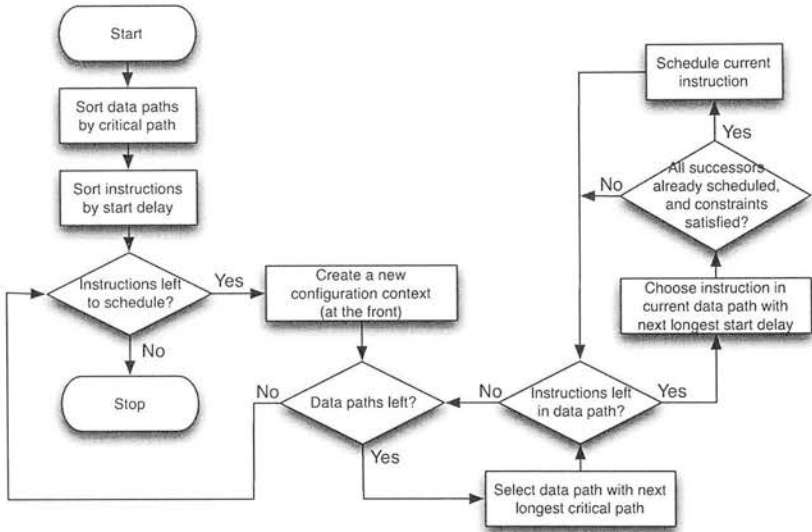 Start
Sort data paths
by critical path
Sort instructions
by start delay
Instructions left
to schedule?
Yes
No
Stop
Create a new
configuration context
(at the front)
Data paths left?
No
Yes
Select data path with next
longest critical path
Instructions left
in data path?
No
Yes
Choose instruction in
current data path with
next longest start delay
All successors
already scheduled,
and constraints
satisfied?
No
Yes
Schedule current
instruction